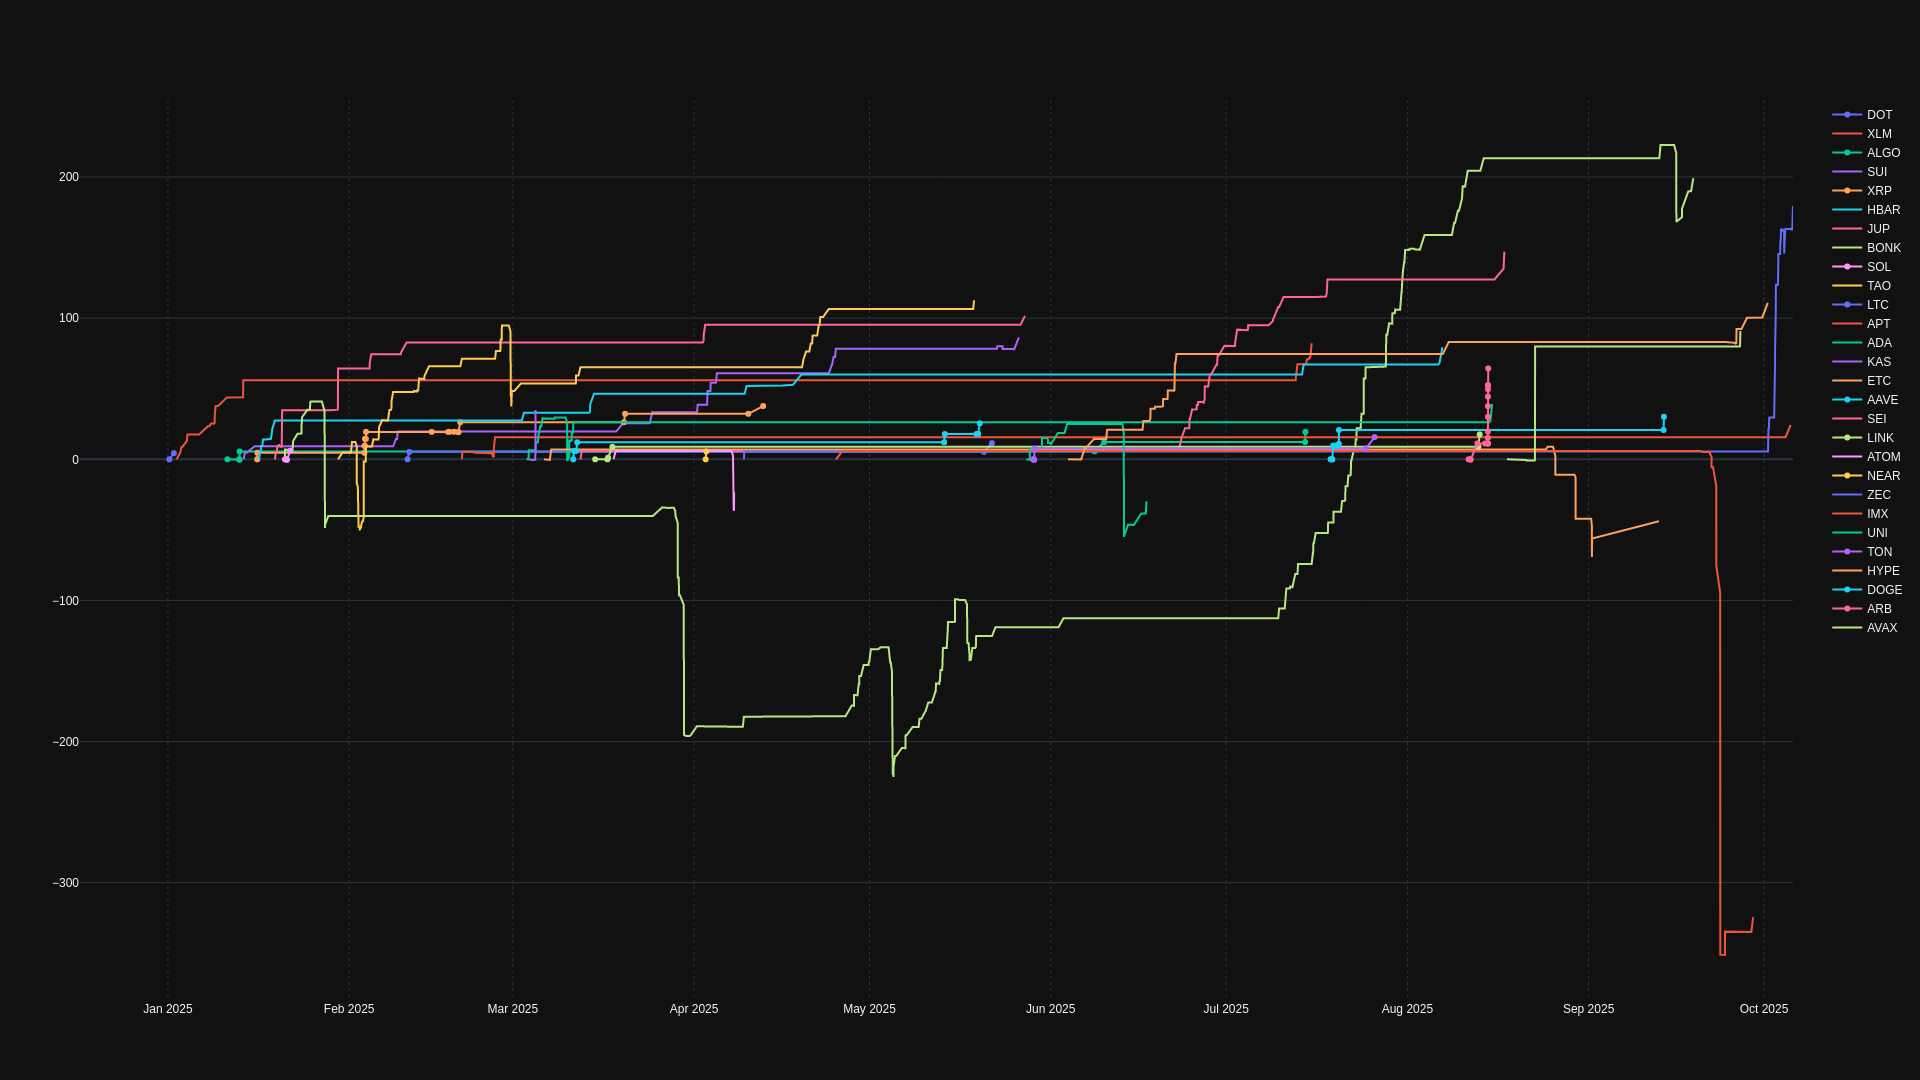 200
100
0
−100
−200
−300
Jan 2025
Feb 2025
Mar 2025
Apr 2025
May 2025
Jun 2025
Jul 2025
Aug 2025
Sep 2025
Oct 2025
DOT
XLM
ALGO
SUI
XRP
HBAR
JUP
BONK
SOL
TAO
LTC
APT
ADA
KAS
ETC
AAVE
SEI
LINK
ATOM
NEAR
ZEC
IMX
UNI
TON
HYPE
DOGE
ARB
AVAX